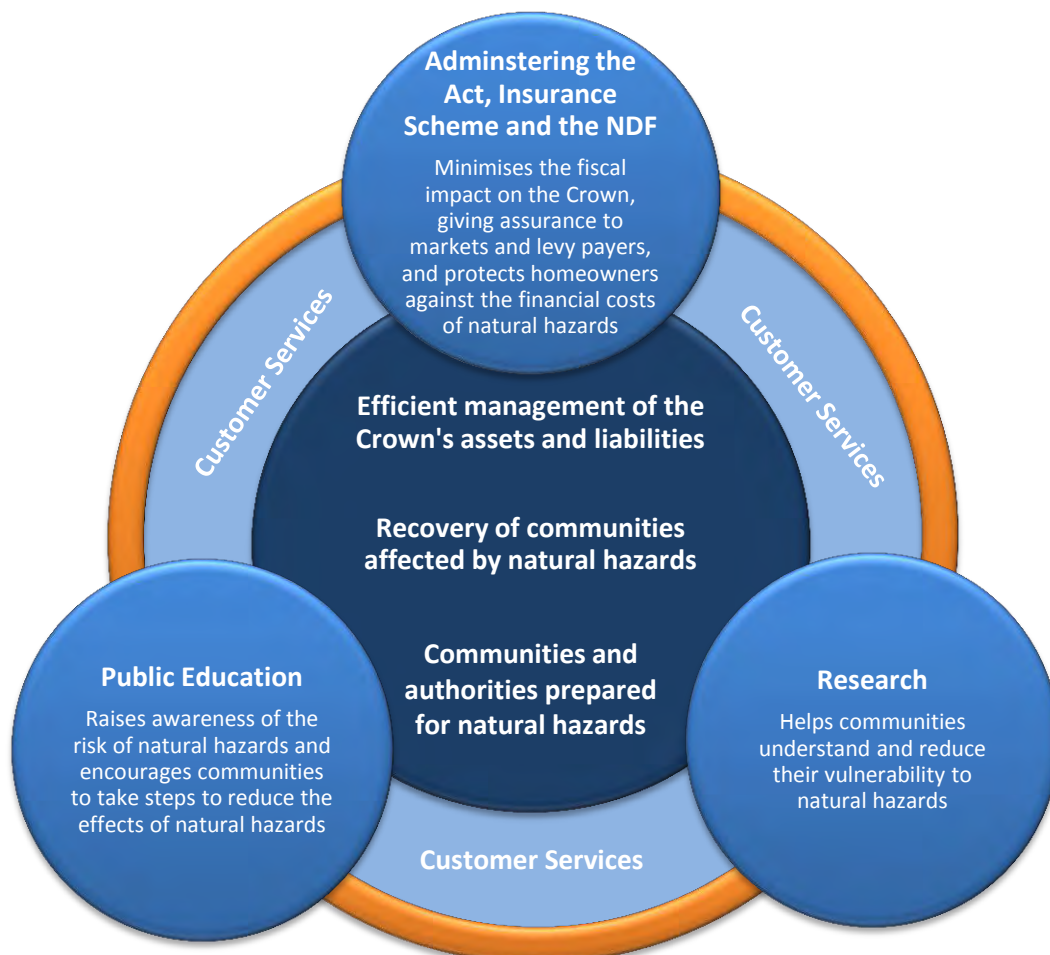 Adminstering the
Act, Insurance
Scheme and the NDF
Minimises the fiscal
impact on the Crown,
giving assurance to
markets and levy payers,
and protects homeowners
against the financial costs
of natural hazards
Customer Services
Customer Services
Efficient management of the
Crown's assets and liabilities
Recovery of communities
affected by natural hazards
Communities and
authorities prepared
for natural hazards
Public Education
Raises awareness of the
risk of natural hazards and
encourages communities
to take steps to reduce the
effects of natural hazards
Research
Helps communities
understand and reduce
their vulnerability to
natural hazards
Customer Services